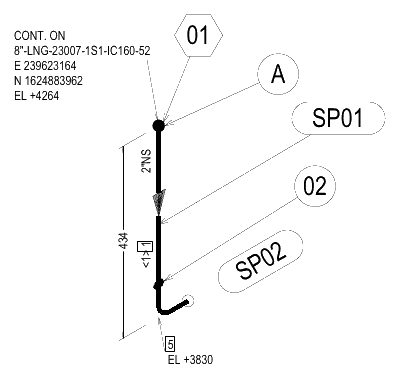 CONT. ON
8"-LNG-23007-1S1-IC160-52
E 239623164
N 1624883962
EL +4264
01
A
SP01
2"NS
02
434
<1> 1
SP02
5
EL +3830